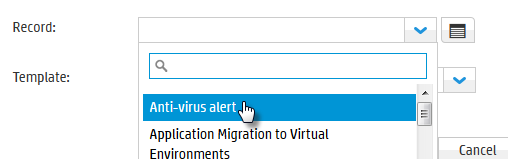 Record:
Template:
Anti-virus alert
Application Migration to Virtual
Environments
Cancel